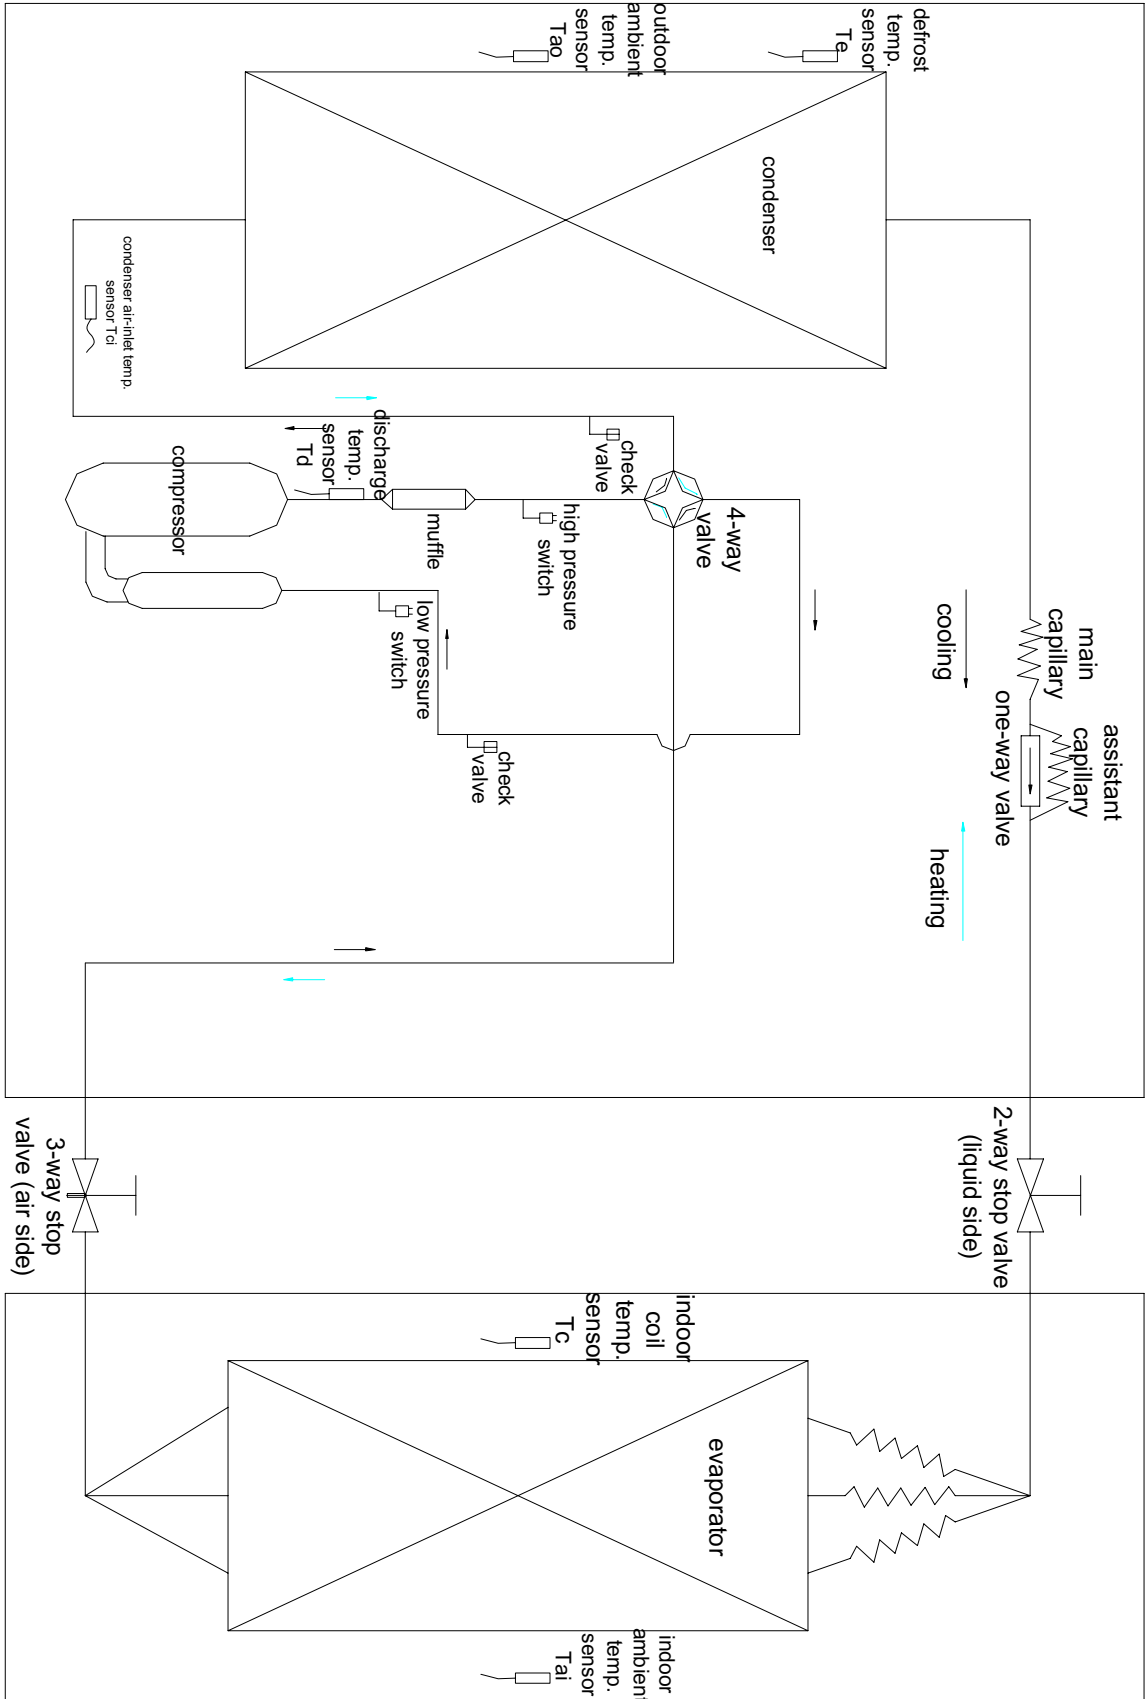 defrost
temp.
sensor
Te
outdoor
ambient
temp.
sensor
Tao
condenser
condenser air-inlet temp.
sensor Tci
discharge
temp.
sensor
Td
compressor
muffle
check
valve
high pressure
switch
4-way
valve
low pressure
switch
check
valve
cooling
heating
main
capillary
assistant
capillary
one-way valve
2-way stop valve
(liquid side)
3-way stop
valve (air side)
indoor
coil
temp.
sensor
Tc
evaporator
indoor
ambient
temp.
sensor
Tai